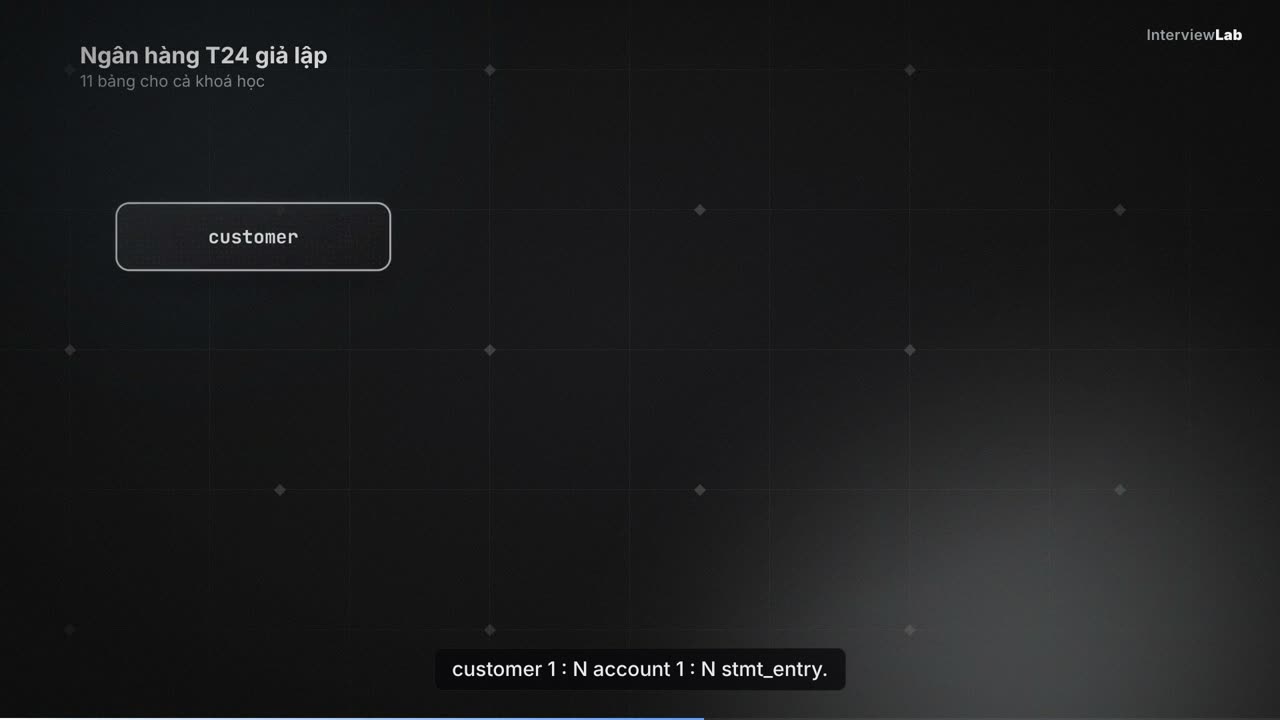 Ngân hàng T24 giả lập
11 bảng cho cả khoá học
InterviewLab
customer
customer 1 : N account 1 : N stmt_entry.